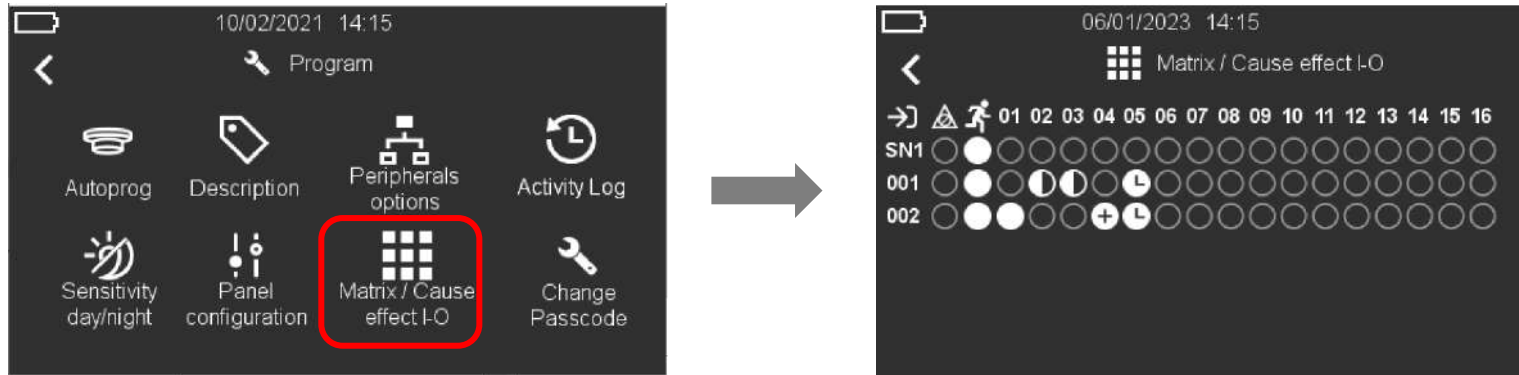 10/02/2021 14:15
Program
Autoprog
Description
Peripherals
options
Activity Log
Sensitivity
day/night
Panel
configuration
Matrix / Cause
effect I-O
Change
Passcode
06/01/2023 14:15
Matrix / Cause effect I-O
01 02 03 04 05 06 07 08 09 10 11 12 13 14 15 16
SN1
001
002